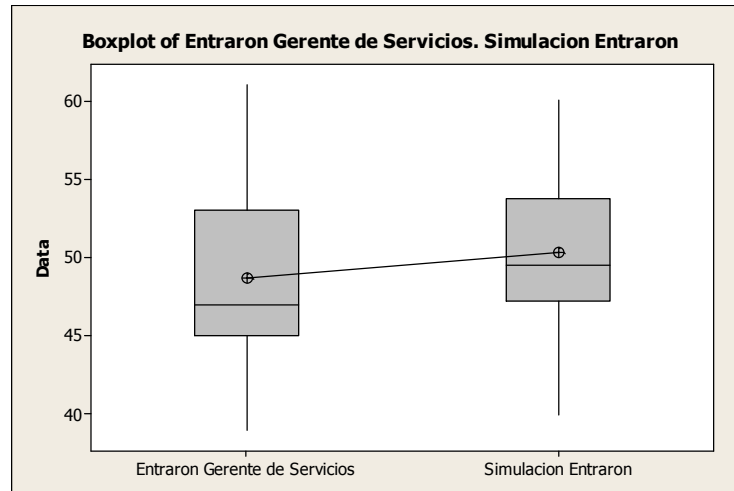 Boxplot of Entraron Gerente de Servicios. Simulacion Entraron
60
55
50
45
40
Data
Entraron Gerente de Servicios
Simulacion Entraron